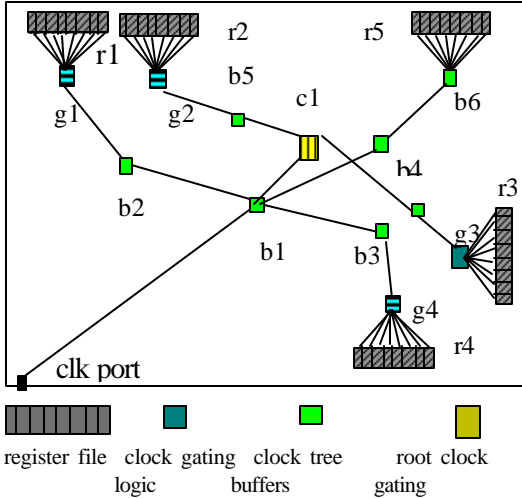 r1
r2
r5
b5
c1
b6
g1
g2
b4
r3
b2
b1
b3
g3
g4
r4
clk port
register file clock gating clock tree root clock
logic buffers gating